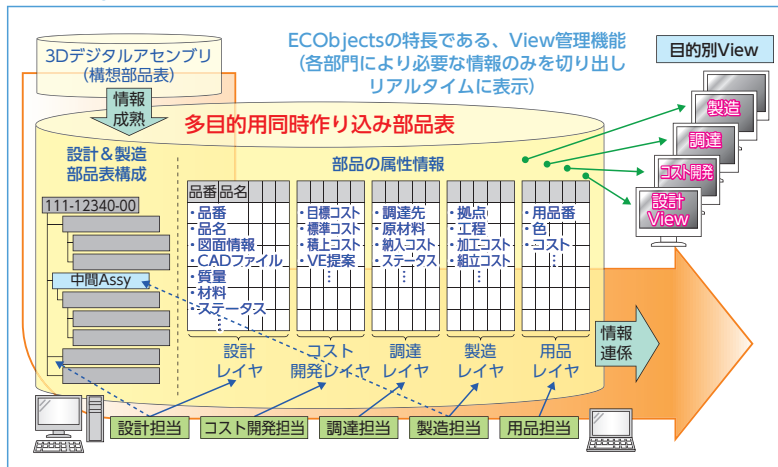 3Dデジタルアセンブリ
(構想部品表)
ECObjectsの特長である、View管理機能
(各部門により必要な情報のみを切り出し
リアルタイムに表示)
目的別View
製造
調達
コスト開発
設計
View
情報
成熟
多目的用同時作り込み部品表
設計&製造
部品表構成
部品の属性情報
111-12340-00
中間Assy
品番 品名
・品番
・品名
・図面情報
・CADファイル
・質量
・材料
・ステータス
⋮
・目標コスト
・標準コスト
・積上コスト
・VE提案
⋮
・調達先
・原材料
・納入コスト
・ステータス
⋮
・拠点
・工程
・加工コスト
・組立コスト
⋮
・用品番
・色
・コスト
⋮
設計
レイヤ
コスト
開発レイヤ
調達
レイヤ
製造
レイヤ
用品
レイヤ
情報
連係
設計担当
コスト開発担当
調達担当
製造担当
用品担当